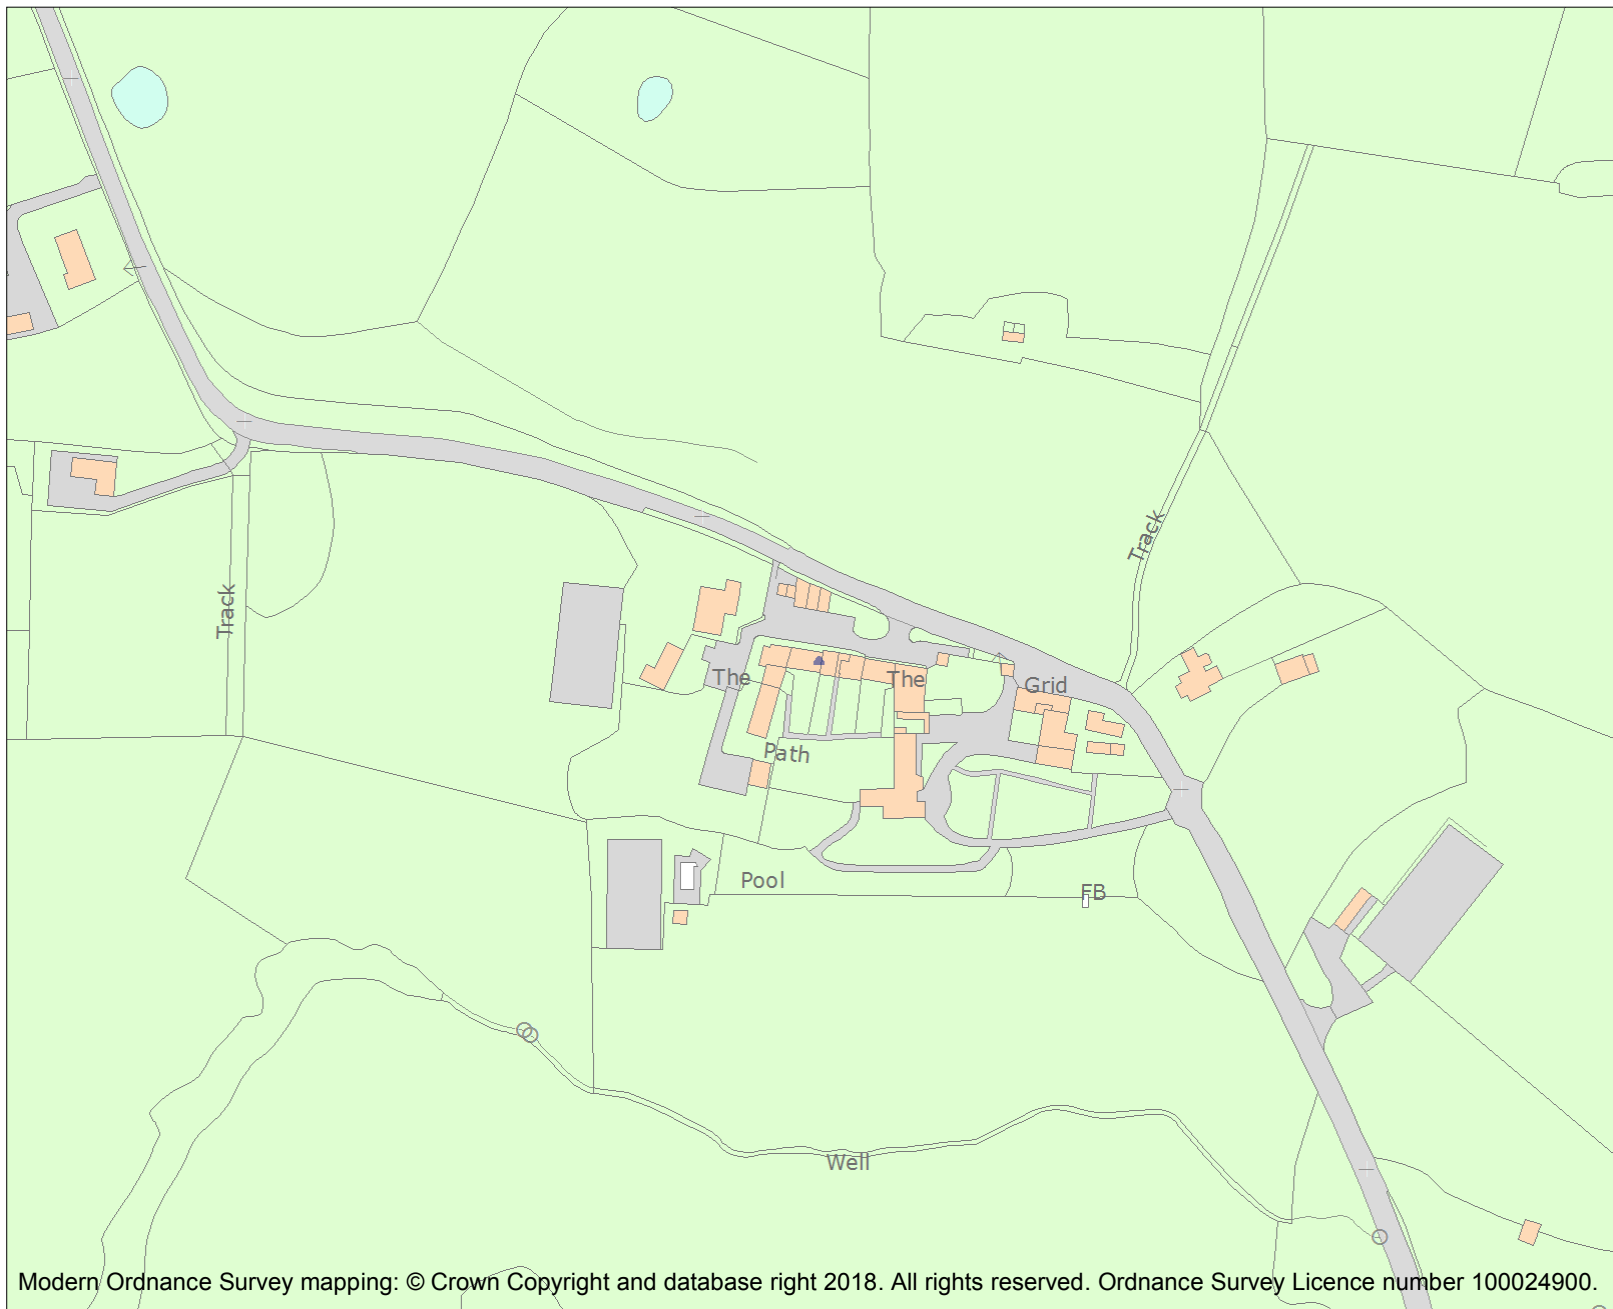 Track
Track
The
The
Grid
Path
Pool
FB
Well
Modern Ordnance Survey mapping: © Crown Copyright and database right 2018. All rights reserved. Ordnance Survey Licence number 100024900.